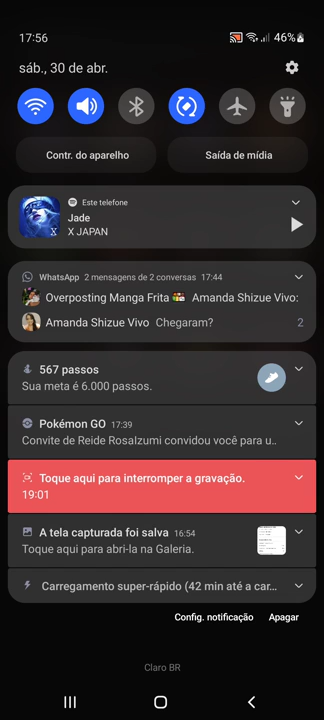 17:56
46%
sáb., 30 de abr.
Contr. do aparelho
Saída de mídia
Este telefone
Jade
X JAPAN
WhatsApp 2 mensagens de 2 conversas 17:44
Overposting Manga Frita Amanda Shizue Vivo:
Amanda Shizue Vivo Chegaram? 2
567 passos
Sua meta é 6.000 passos.
Pokémon GO 17:39
Convite de Reide RosaIzumi convidou você para u..
Toque aqui para interromper a gravação.
19:01
A tela capturada foi salva 16:54
Toque aqui para abri-la na Galeria.
Carregamento super-rápido (42 min até a car...
Config. notificação
Apagar
Claro BR